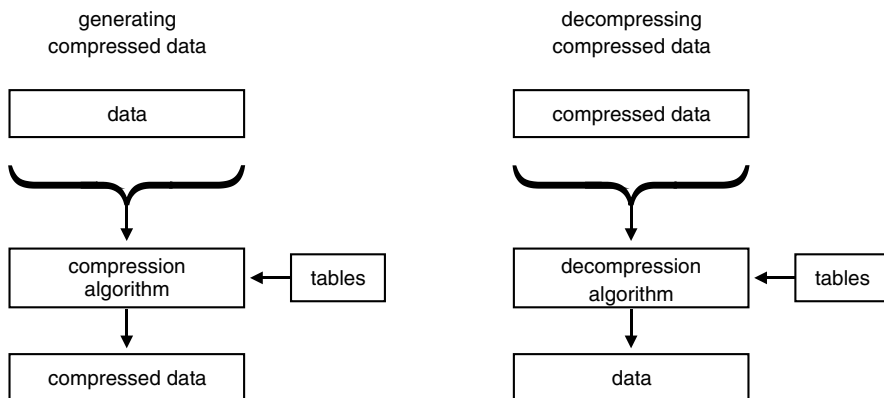 generating
compressed data
data
compression
algorithm
tables
compressed data
decompressing
compressed data
compressed data
decompression
algorithm
tables
data